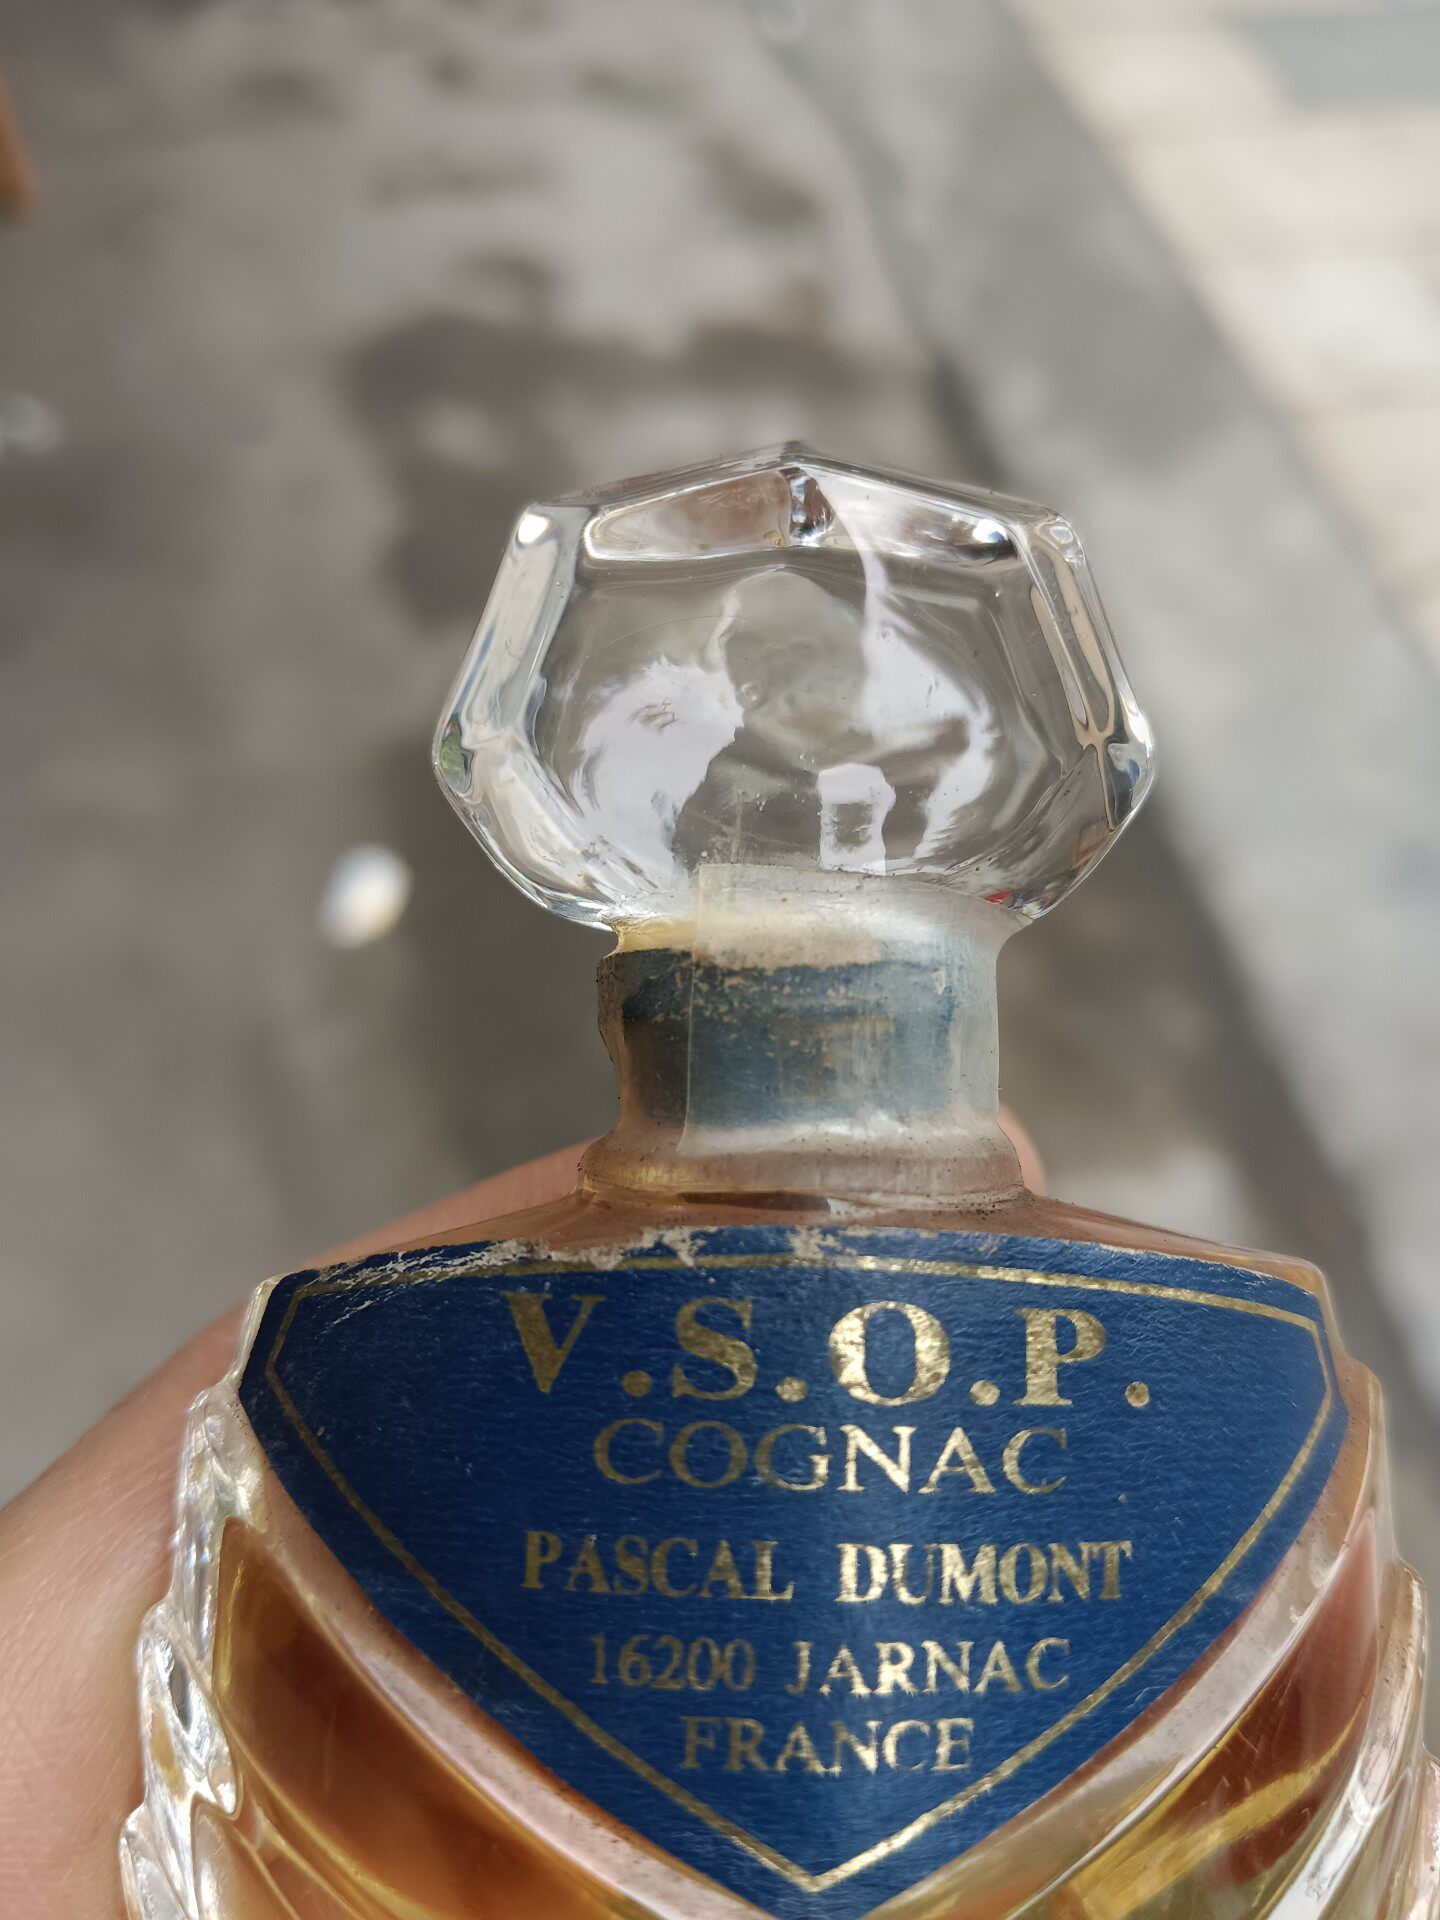 V.S.O.P.
COGNAC
PASCAL DUMONT
16200 JARNAC
FRANCE